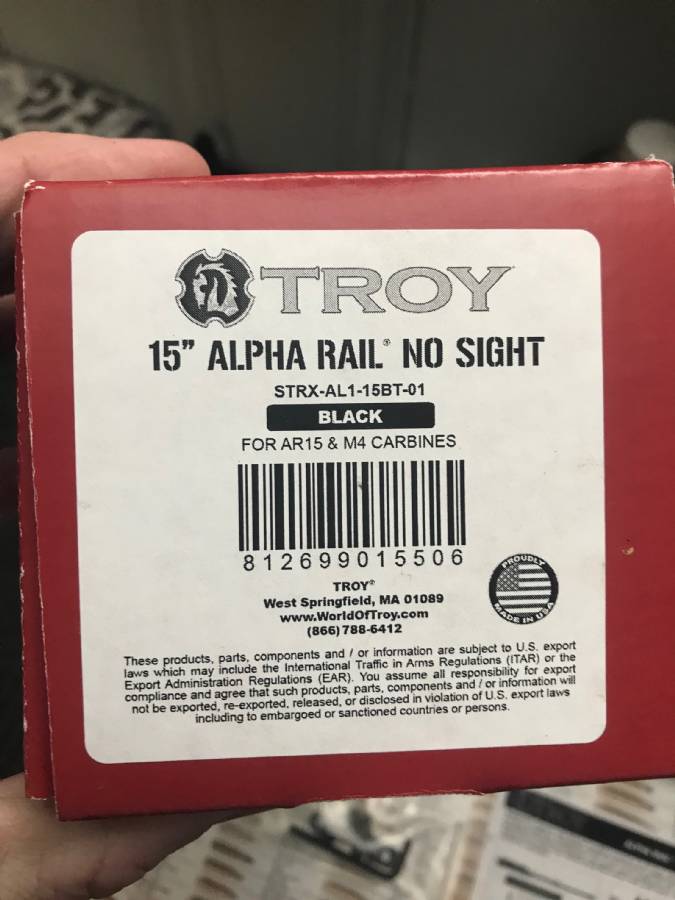 TROY
15” ALPHA RAIL® NO SIGHT
STRX-AL1-15BT-01
BLACK
FOR AR15 & M4 CARBINES
812699015506
TROY®
West Springfield, MA 01089
www.WorldOfTroy.com
(866) 788-6412
PROUDLY
MADE IN USA
These products, parts, components and / or information are subject to U.S. export
laws which may include the International Traffic in Arms Regulations (ITAR) or the
Export Administration Regulations (EAR). You assume all responsibility for export
compliance and agree that such products, parts, components and / or information will
not be exported, re-exported, released, or disclosed in violation of U.S. export laws
including to embargoed or sanctioned countries or persons.